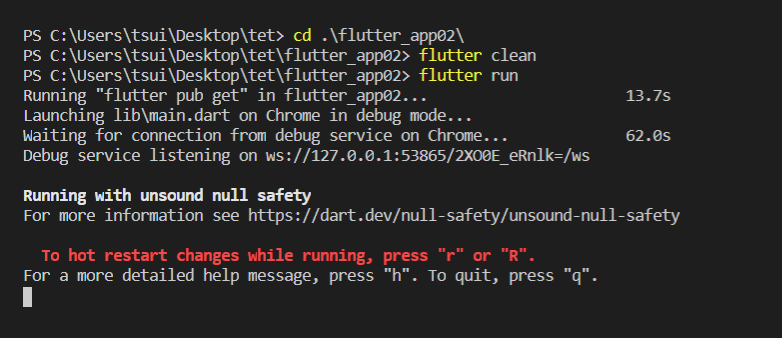 PS C:\Users\tsui\Desktop\tet> cd .\flutter_app02\
PS C:\Users\tsui\Desktop\tet\flutter_app02> flutter clean
PS C:\Users\tsui\Desktop\tet\flutter_app02> flutter run
Running "flutter pub get" in flutter_app02... 13.7s
Launching lib\main.dart on Chrome in debug mode...
Waiting for connection from debug service on Chrome... 62.0s
Debug service listening on ws://127.0.0.1:53865/2XO0E_eRnlk=/ws
Running with unsound null safety
For more information see https://dart.dev/null-safety/unsound-null-safety
To hot restart changes while running, press "r" or "R".
For a more detailed help message, press "h". To quit, press "q".